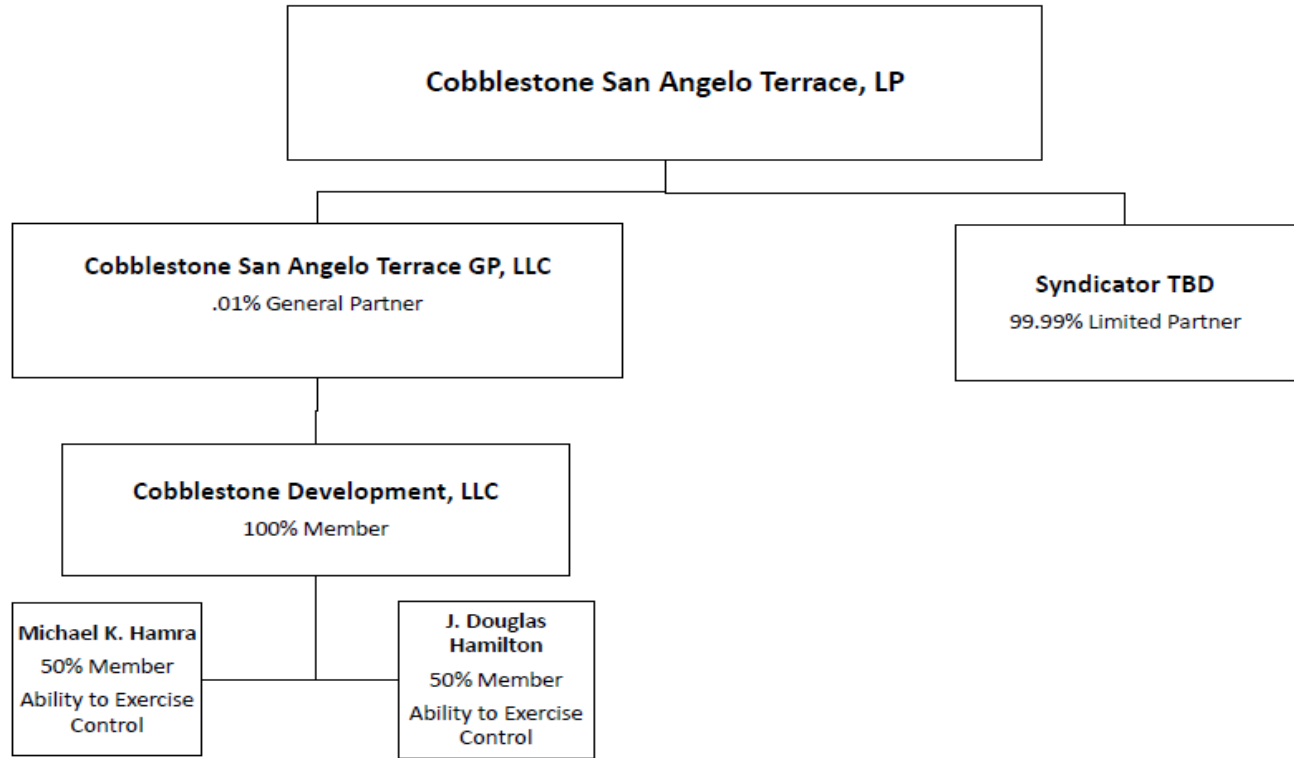 Cobblestone San Angelo Terrace, LP
Cobblestone San Angelo Terrace GP, LLC
.01% General Partner
Syndicator TBD
99.99% Limited Partner
Cobblestone Development, LLC
100% Member
Michael K. Hamra
50% Member
Ability to Exercise
Control
J. Douglas
Hamilton
50% Member
Ability to Exercise
Control